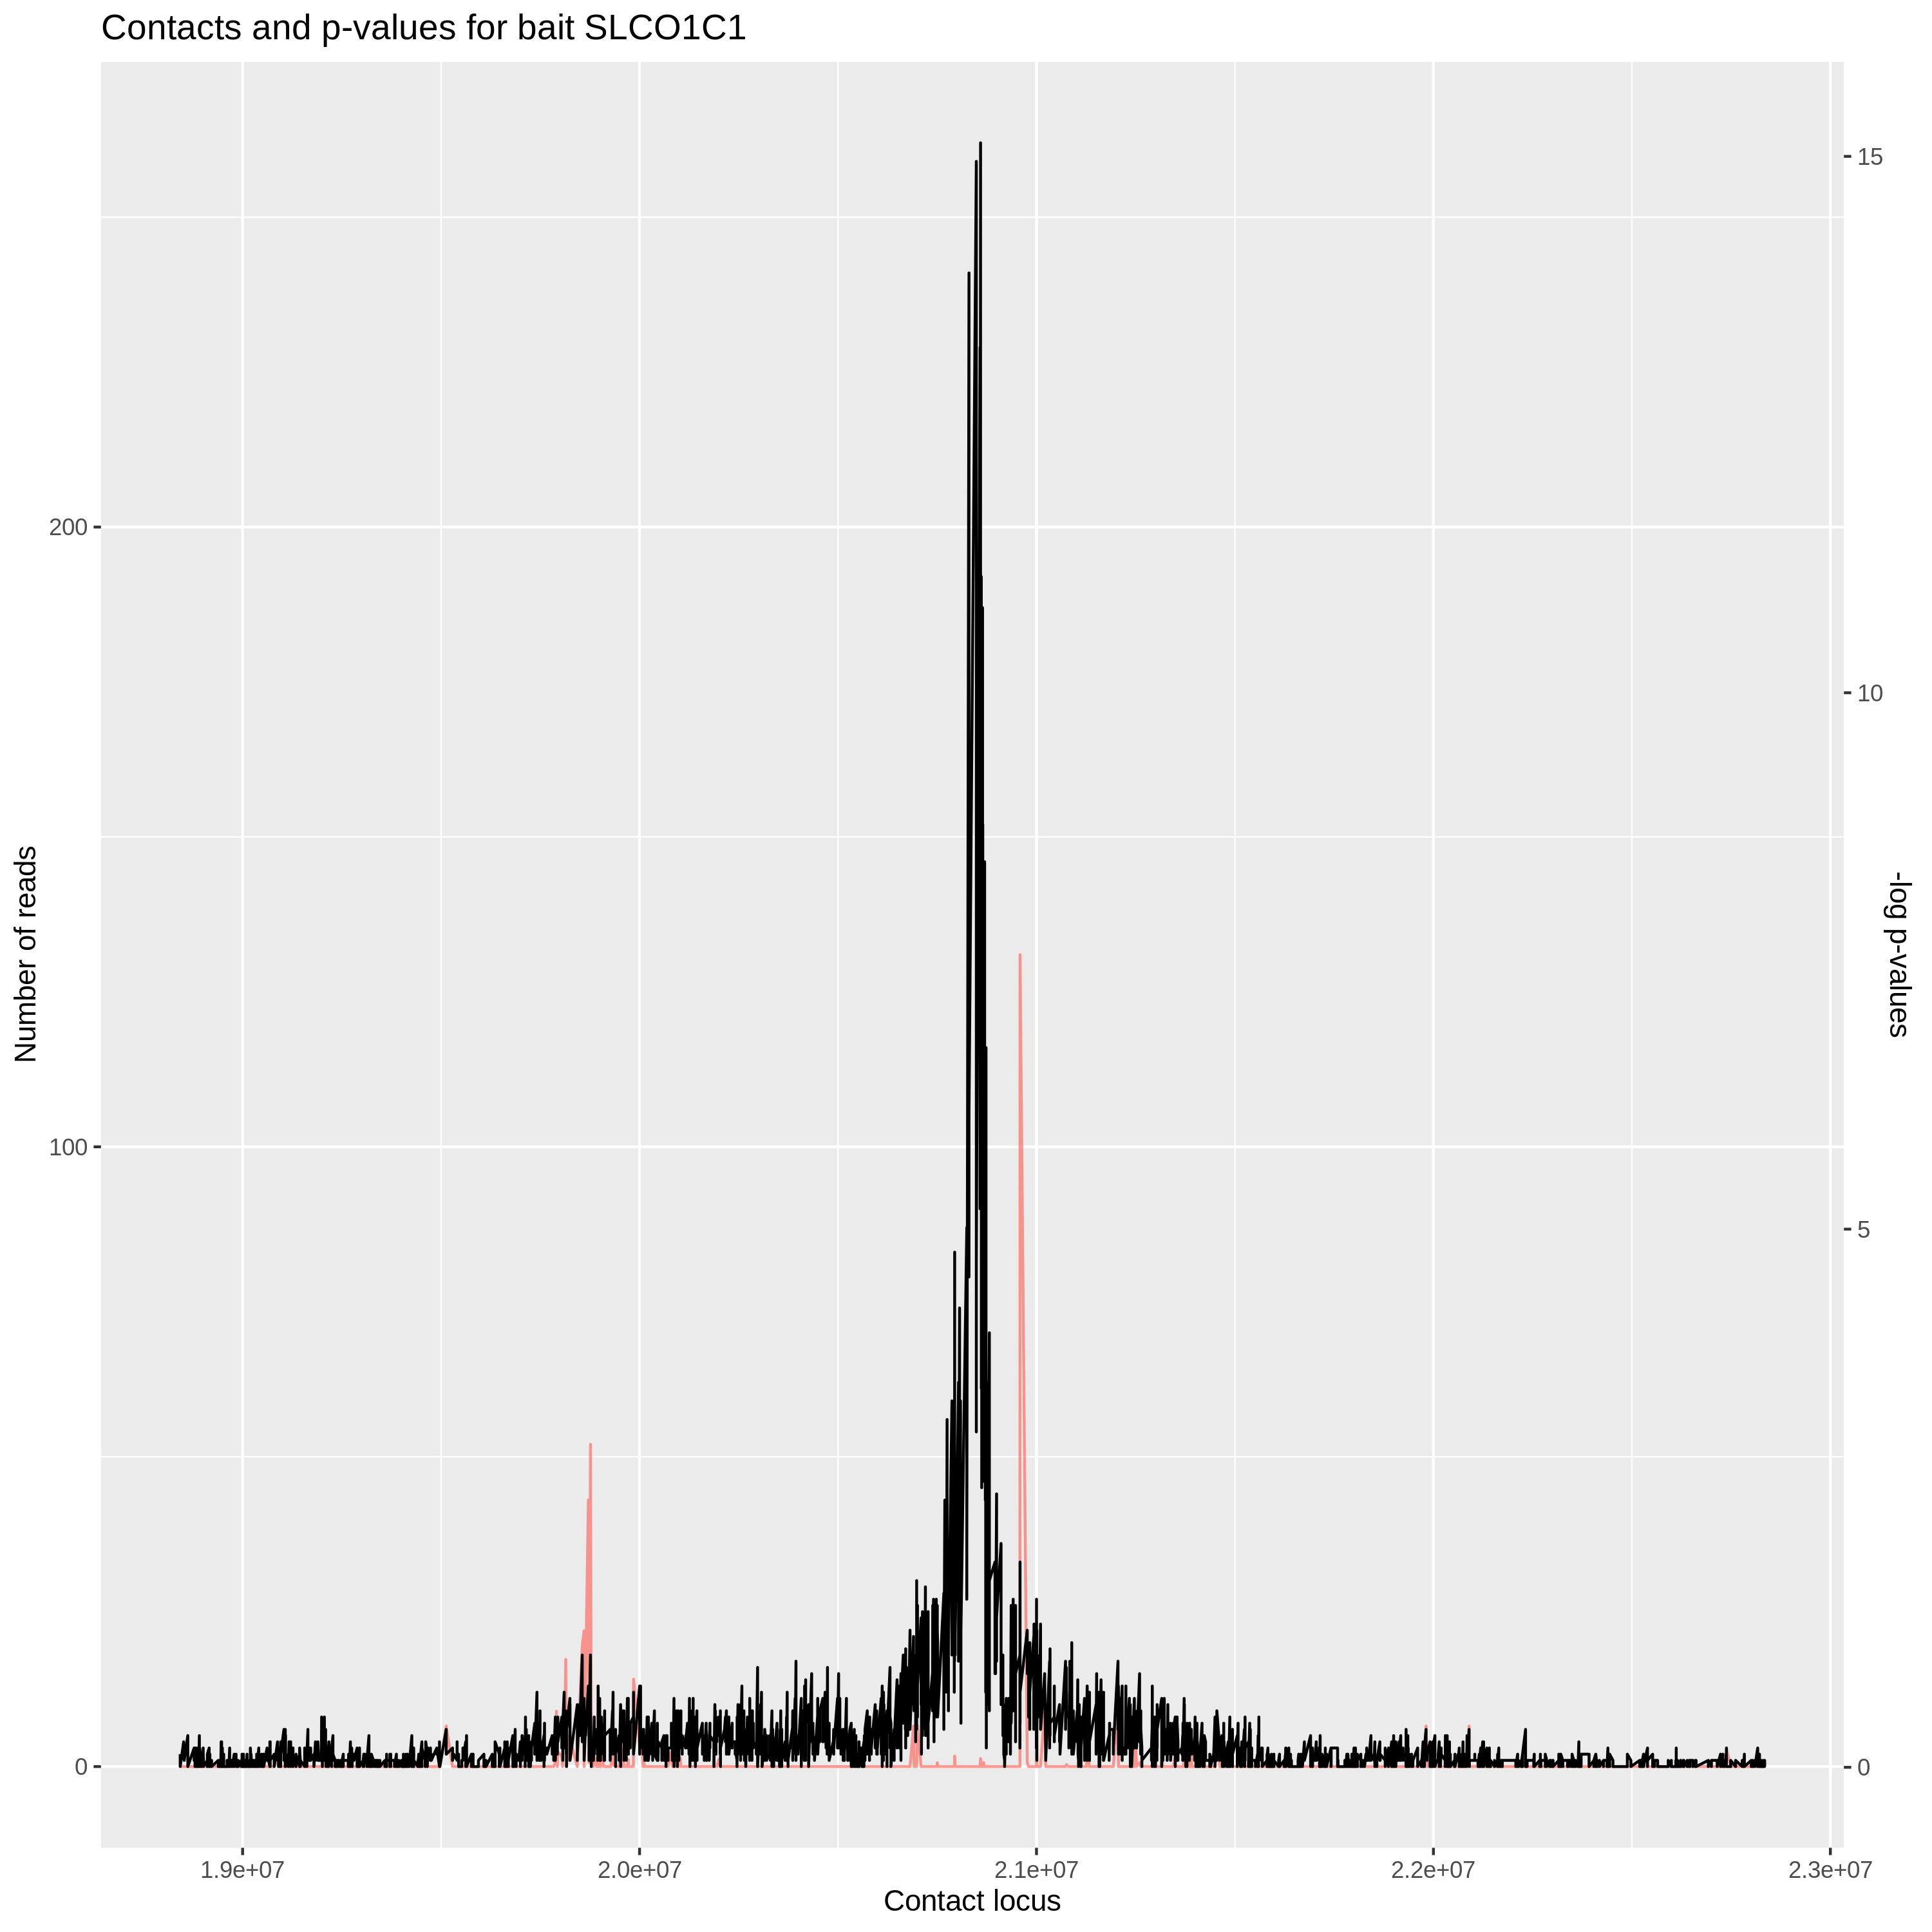 Contacts and p-values for bait SLCO1C1
Number of reads
200
100
0
15
10
5
0
-log p-values
1.9e+07
2.0e+07
2.1e+07
2.2e+07
2.3e+07
Contact locus